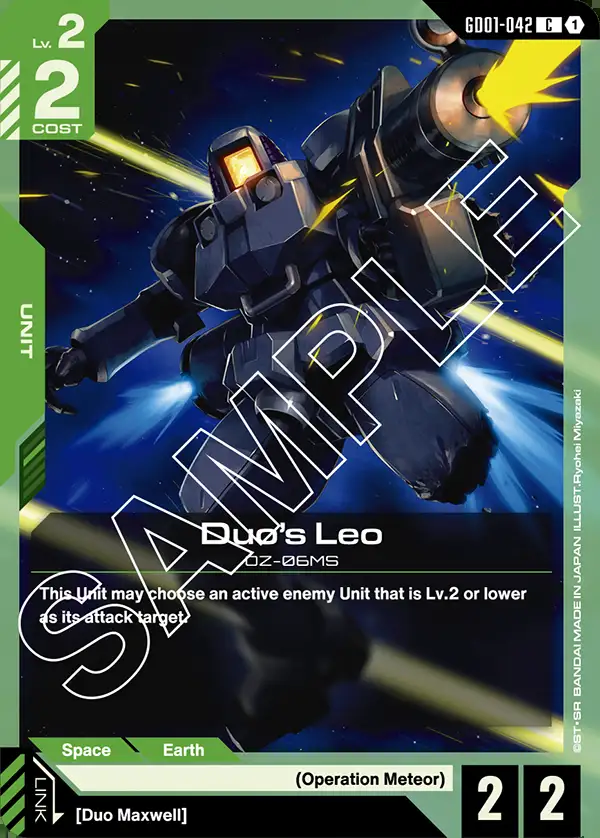 GD01-042 C 1
Lv. 2
2
COST
UNIT
SAMPLE
Duo's Leo
OZ-06MS
This Unit may choose an active enemy Unit that is Lv.2 or lower
as its attack target.
©ST・SR BANDAI MADE IN JAPAN ILLUST.Ryohei Miyazaki
Space Earth
(Operation Meteor)
LINK
[Duo Maxwell]
2 2